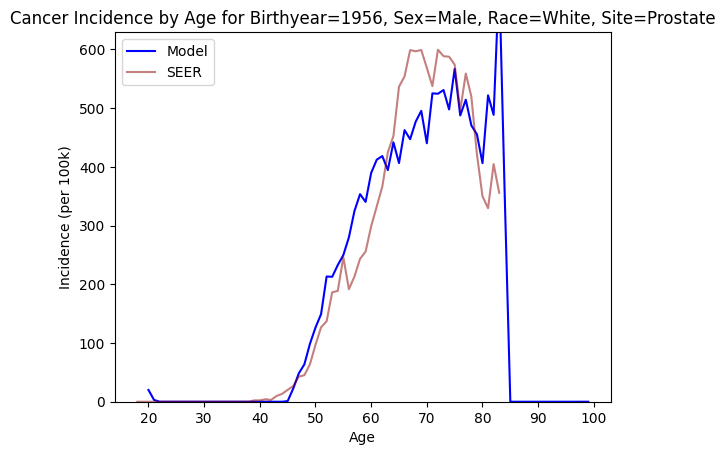 Cancer Incidence by Age for Birthyear=1956, Sex=Male, Race=White, Site=Prostate
Model
SEER
Incidence (per 100k)
600
500
400
300
200
100
0
20 30 40 50 60 70 80 90 100
Age